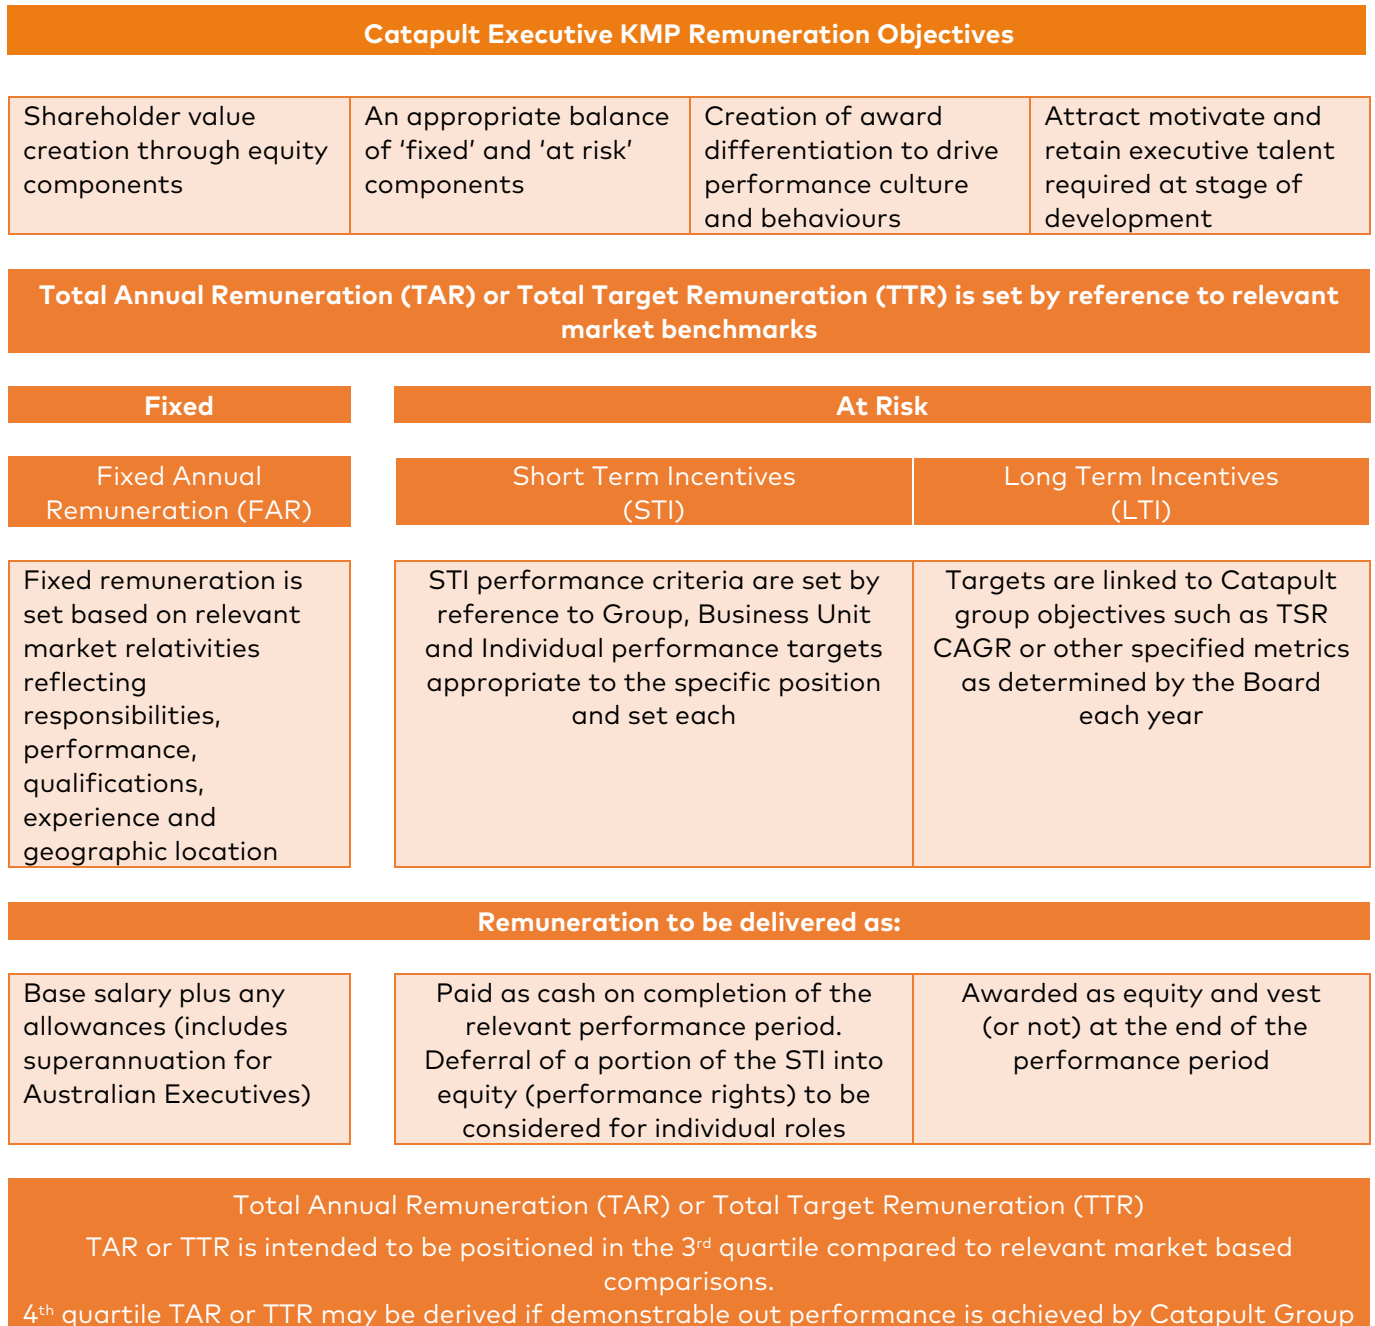 Catapult Executive KMP Remuneration Objectives
Shareholder value
creation through equity
components
An appropriate balance
of ‘fixed’ and ‘at risk’
components
Creation of award
differentiation to drive
performance culture
and behaviours
Attract motivate and
retain executive talent
required at stage of
development
Total Annual Remuneration (TAR) or Total Target Remuneration (TTR) is set by reference to relevant
market benchmarks
Fixed
At Risk
Fixed Annual
Remuneration (FAR)
Short Term Incentives
(STI)
Long Term Incentives
(LTI)
Fixed remuneration is
set based on relevant
market relativities
reflecting
responsibilities,
performance,
qualifications,
experience and
geographic location
STI performance criteria are set by
reference to Group, Business Unit
and Individual performance targets
appropriate to the specific position
and set each
Targets are linked to Catapult
group objectives such as TSR
CAGR or other specified metrics
as determined by the Board
each year
Remuneration to be delivered as:
Base salary plus any
allowances (includes
superannuation for
Australian Executives)
Paid as cash on completion of the
relevant performance period.
Deferral of a portion of the STI into
equity (performance rights) to be
considered for individual roles
Awarded as equity and vest
(or not) at the end of the
performance period
Total Annual Remuneration (TAR) or Total Target Remuneration (TTR)
TAR or TTR is intended to be positioned in the 3rd quartile compared to relevant market based
comparisons.
4th quartile TAR or TTR may be derived if demonstrable out performance is achieved by Catapult Group